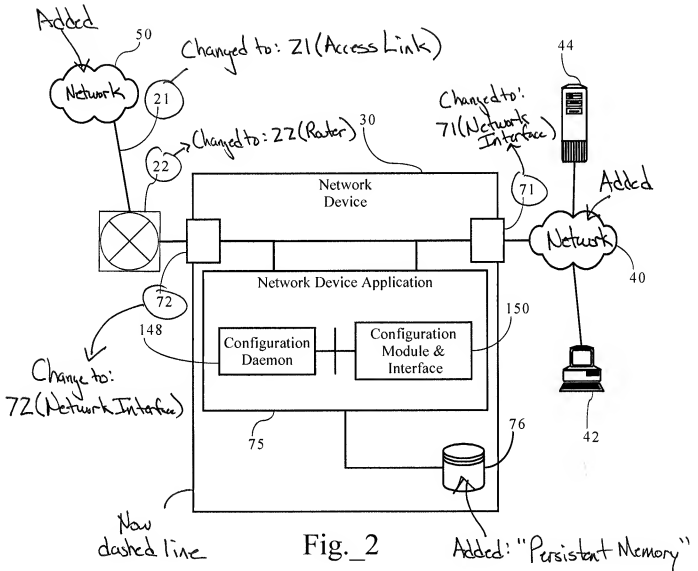 Added
50
Changed to: 21 (Access Link)
44
Network
21
Changed to:
71 (Networks
Interface)
22
Changed to: 22 (Router)
30
Network
Device
71
Added
Network
40
72
Network Device Application
148
Configuration
Daemon
Configuration
Module &
Interface
150
Change to:
72 (Network Interface)
75
76
42
Now
dashed line
Fig._2
Added: "Persistent Memory"